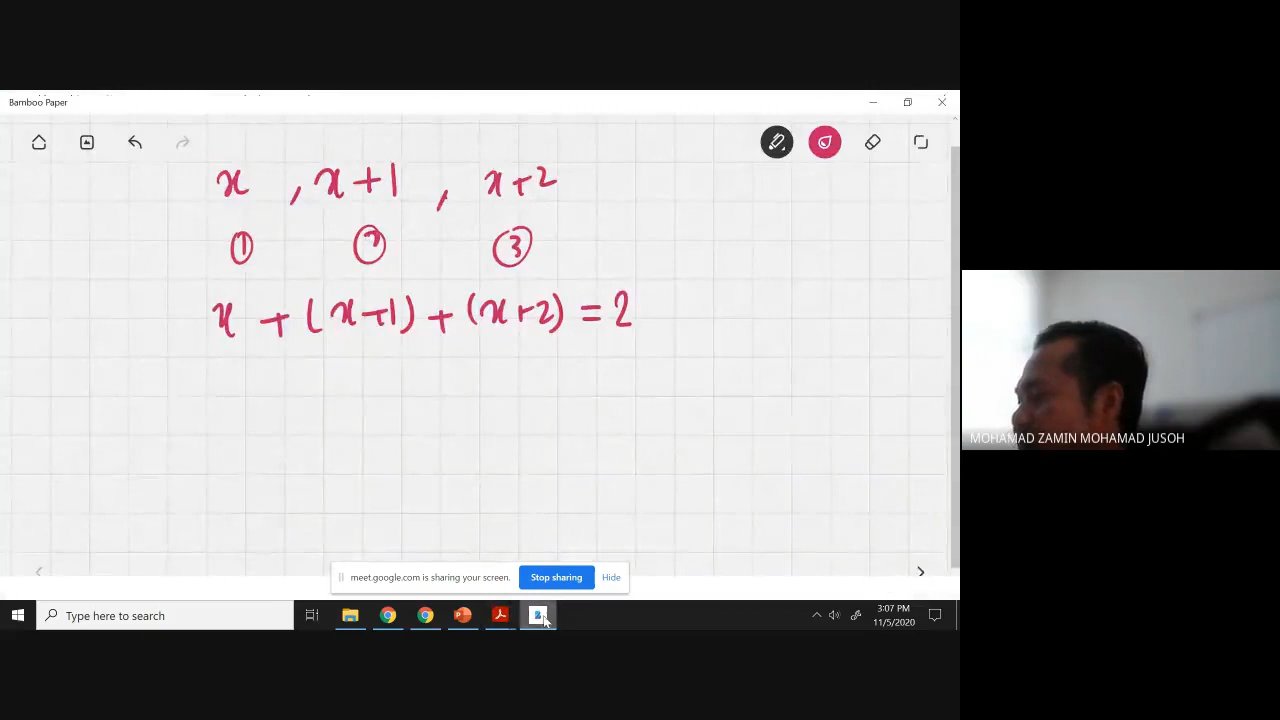 Bamboo Paper
x , x+1 , x+2
① ② ③
x + (x+1) + (x+2) = 2
MOHAMAD ZAMIN MOHAMAD JUSOH
meet.google.com is sharing your screen. Stop sharing Hide
Type here to search
3:07 PM
11/5/2020